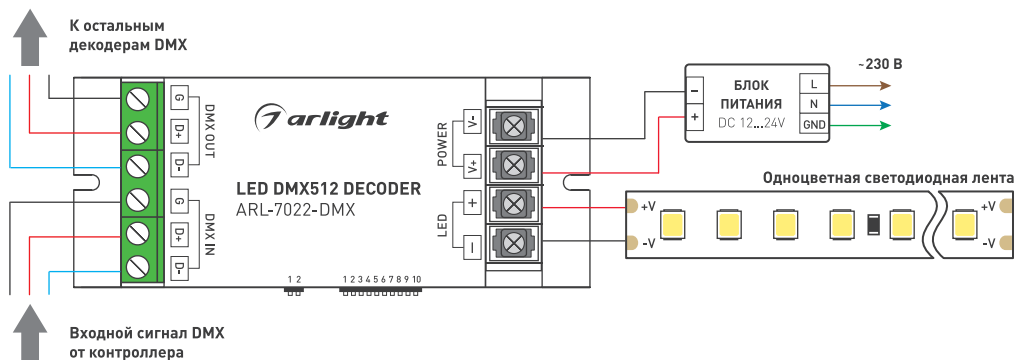 К остальным
декодерам DMX
G
D+
D-
DMX OUT
G
D+
D-
DMX IN
arlight
LED DMX512 DECODER
ARL-7022-DMX
1 2
1 2 3 4 5 6 7 8 9 10
POWER
V-
V+
LED
+
–
–
+
БЛОК
ПИТАНИЯ
DC 12...24V
L
N
GND
~230 В
Одноцветная светодиодная лента
+V
-V
+V
-V
Входной сигнал DMX
от контроллера